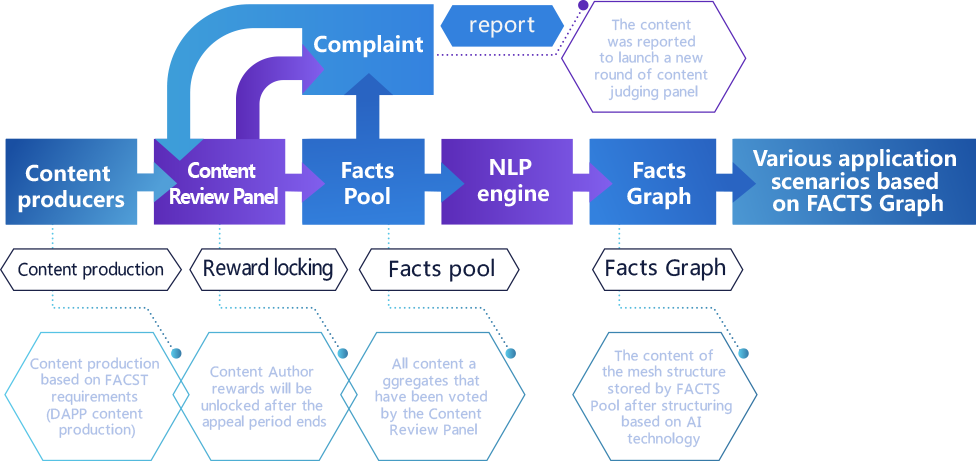 Complaint
report
The content
was reported
to launch a new
round of content
judging panel
Content
producers
Content
Review Panel
Facts
Pool
NLP
engine
Facts
Graph
Various application
scenarios based
on FACTS Graph
Content production
Reward locking
Facts pool
Facts Graph
Content production
based on FACST
requirements
(DAPP content
production)
Content Author
rewards will be
unlocked after the
appeal period ends
All content a
ggregates that
have been voted
by the Content
Review Panel
The content of
the mesh structure
stored by FACTS
Pool after structuring
based on AI
technology